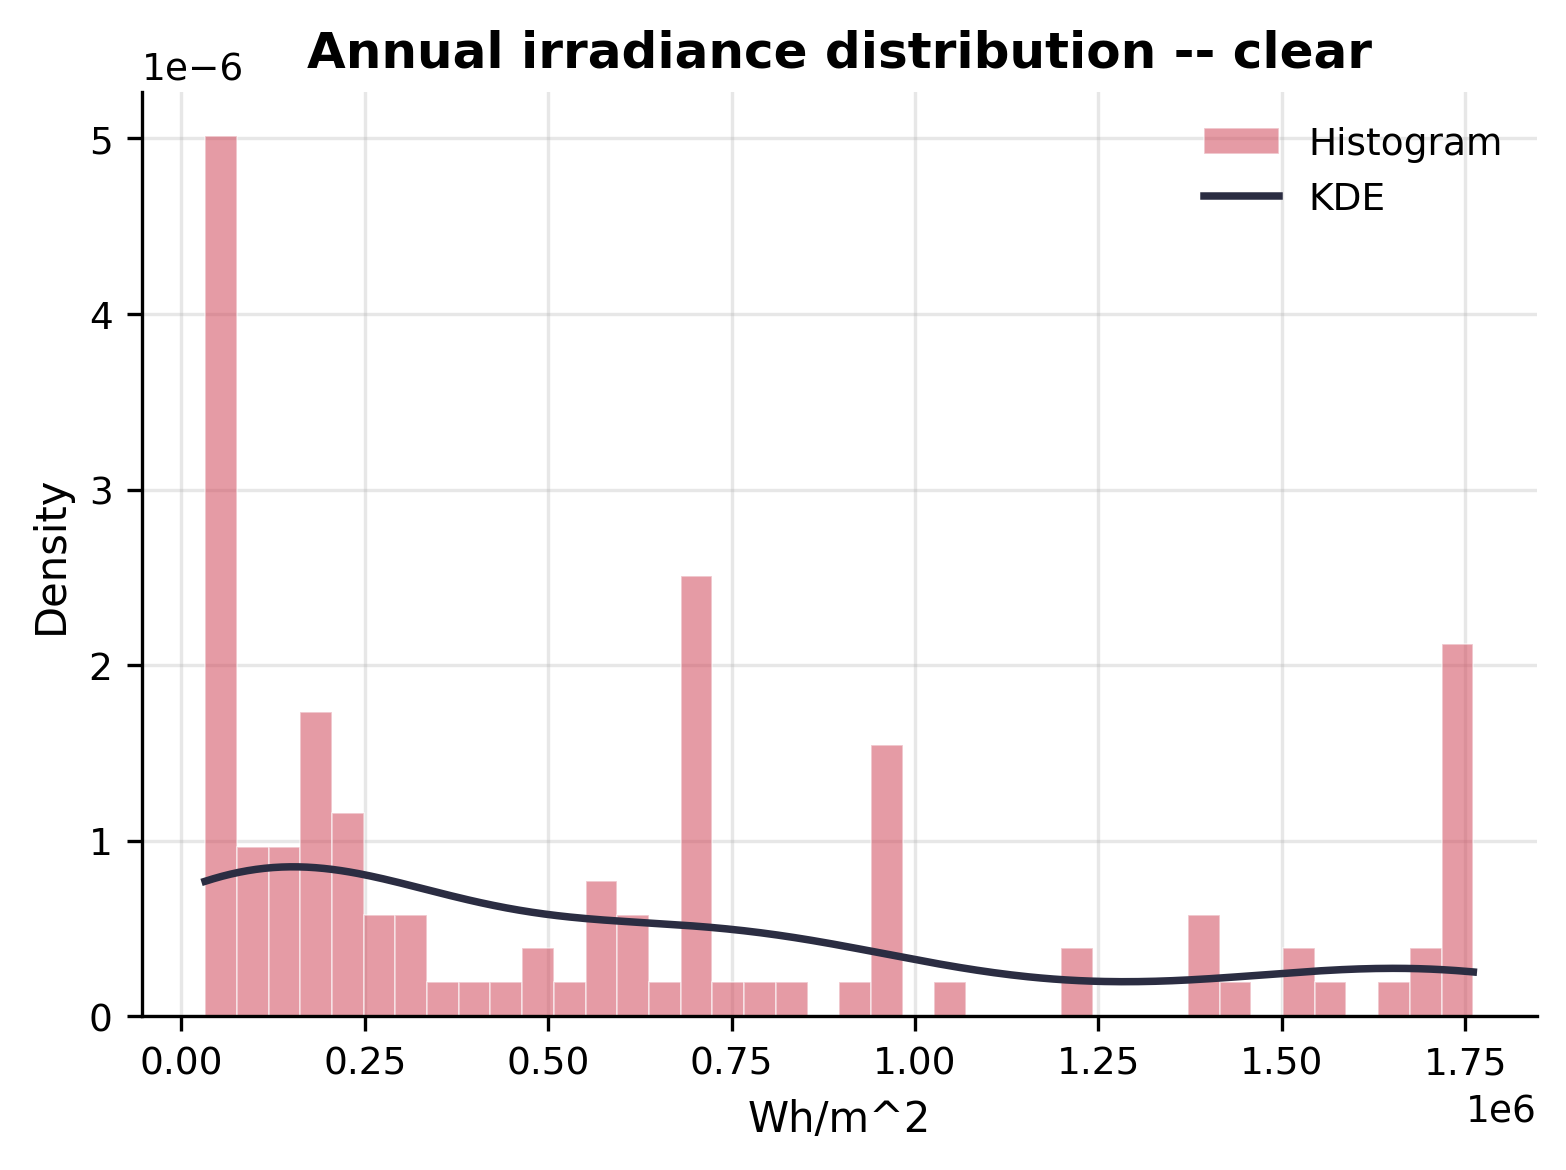 Annual irradiance distribution -- clear
1e−6
Histogram
KDE
5
4
3
2
1
0
Density
0.00 0.25 0.50 0.75 1.00 1.25 1.50 1.75
1e6
Wh/m^2